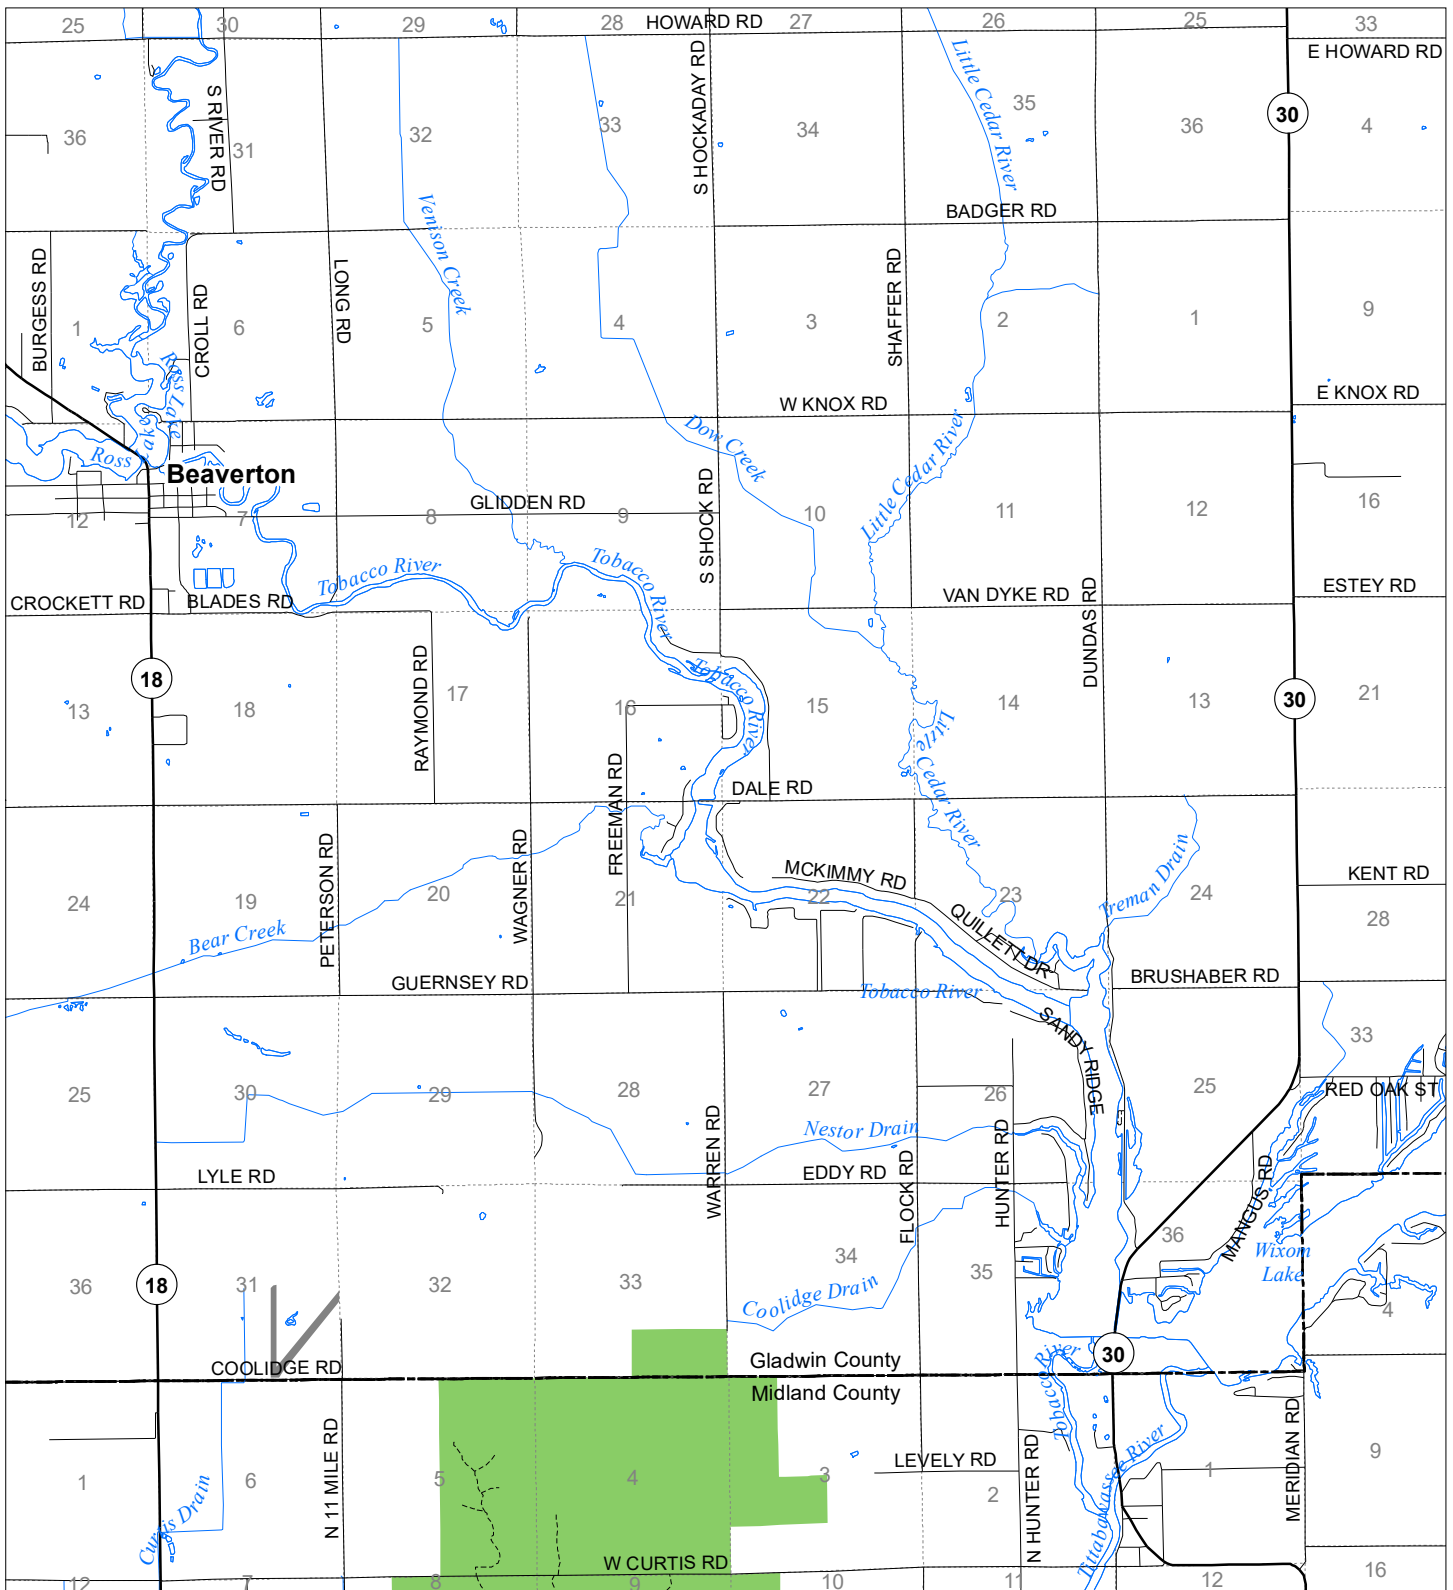 25
30
29
28
HOWARD RD
27
26
25
33
E HOWARD RD
S RIVER RD
S SHOCKADAY RD
Little Cedar River
30
36
31
32
33
34
35
36
4
Venison Creek
BADGER RD
BURGESS RD
CROLL RD
LONG RD
SHAFFER RD
1
6
5
4
3
2
1
9
Ross Lake
W KNOX RD
E KNOX RD
Ross Lake
Beaverton
Dow Creek
Little Cedar River
S SHOCK RD
GLIDDEN RD
12
7
8
9
10
11
12
16
Tobacco River
Tobacco River
CROCKETT RD
BLADES RD
VAN DYKE RD
DUNDAS RD
ESTEY RD
18
RAYMOND RD
Tobacco River
30
13
18
17
16
15
14
13
21
Little Cedar River
FREEMAN RD
DALE RD
PETERSON RD
WAGNER RD
MCKIMMY RD
KENT RD
24
19
20
21
22
23
24
28
Treman Drain
Bear Creek
QUILLETT DR
GUERNSEY RD
Tobacco River
BRUSHABER RD
SANDY RIDGE
33
25
30
29
28
27
26
25
RED OAK ST
Nestor Drain
HUNTER RD
WARREN RD
LYLE RD
EDDY RD
FLOCK RD
MANGUS RD
36
Wixom
Lake
18
36
31
32
33
34
35
4
Coolidge Drain
COOLIDGE RD
Gladwin County
Midland County
Tobacco River
30
N 11 MILE RD
LEVELY RD
N HUNTER RD
Tittabawassee River
MERIDIAN RD
1
6
5
4
3
2
1
9
Curtis Drain
W CURTIS RD
12
7
8
9
10
11
12
16